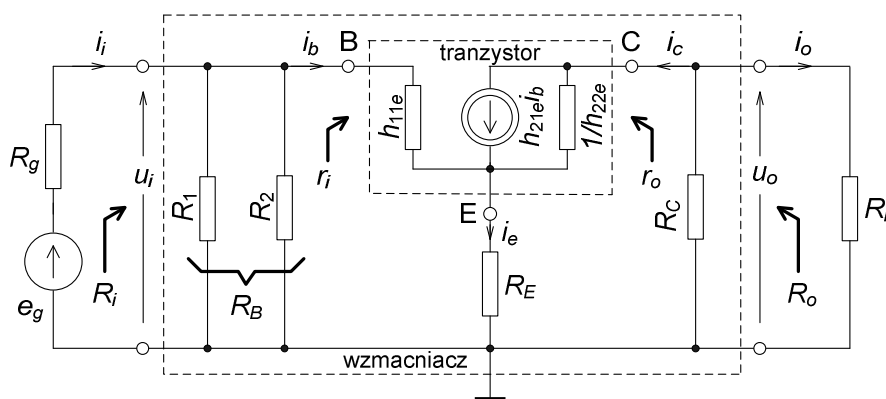 i_i
i_b
B
tranzystor
C
i_c
i_o
h_11e
h_21e i_b
1/h_22e
R_g
u_i
r_i
r_o
u_o
R_1
R_2
E
i_e
R_C
R_i
e_g
R_B
R_E
R_o
wzmacniacz